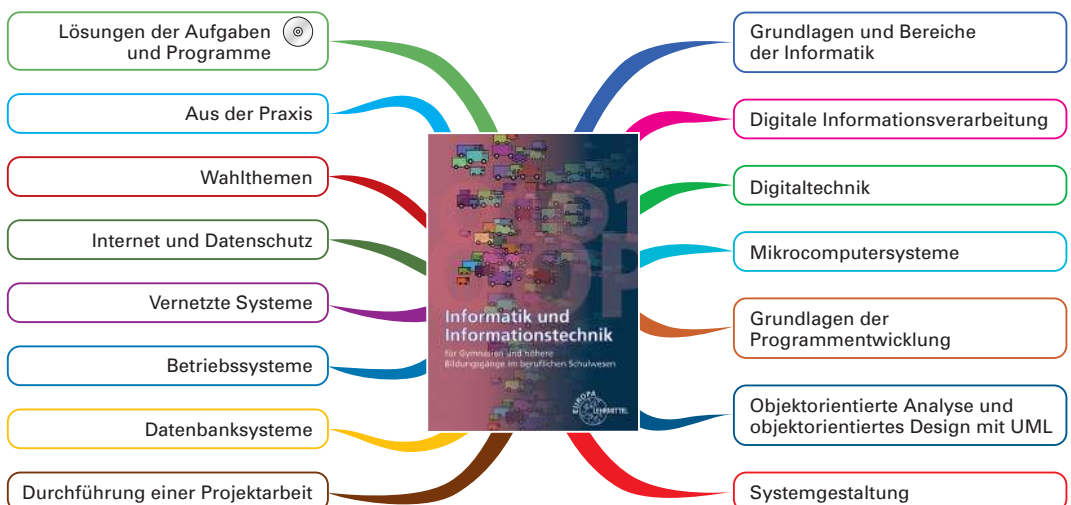 Lösungen der Aufgaben
und Programme
Aus der Praxis
Wahlthemen
Internet und Datenschutz
Vernetzte Systeme
Betriebssysteme
Datenbanksysteme
Durchführung einer Projektarbeit
Informatik und
Informationstechnik
für Gymnasien und höhere
Bildungsgänge im beruflichen Schulwesen
EUROPA
LEHRMITTEL
Grundlagen und Bereiche
der Informatik
Digitale Informationsverarbeitung
Digitaltechnik
Mikrocomputersysteme
Grundlagen der
Programmentwicklung
Objektorientierte Analyse und
objektorientiertes Design mit UML
Systemgestaltung